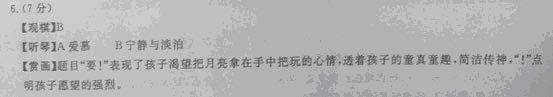 6.(7分)
【观棋】B
【听琴】A 爱慕 B 宁静与淡泊
【赏画】题目“要!”表现了孩子渴望把月亮拿在手中把玩的心情,透着孩子的童真童趣,简洁传神,“!”点
明孩子愿望的强烈。